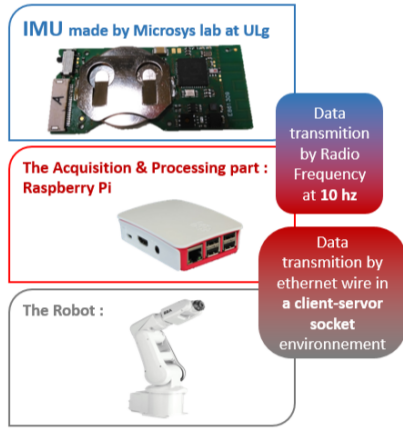 IMU made by Microsys lab at ULg
A
Data
transmition
by Radio
Frequency
at 10 hz
The Acquisition & Processing part :
Raspberry Pi
Data
transmition by
ethernet wire in
a client-servor
socket
environnement
The Robot :